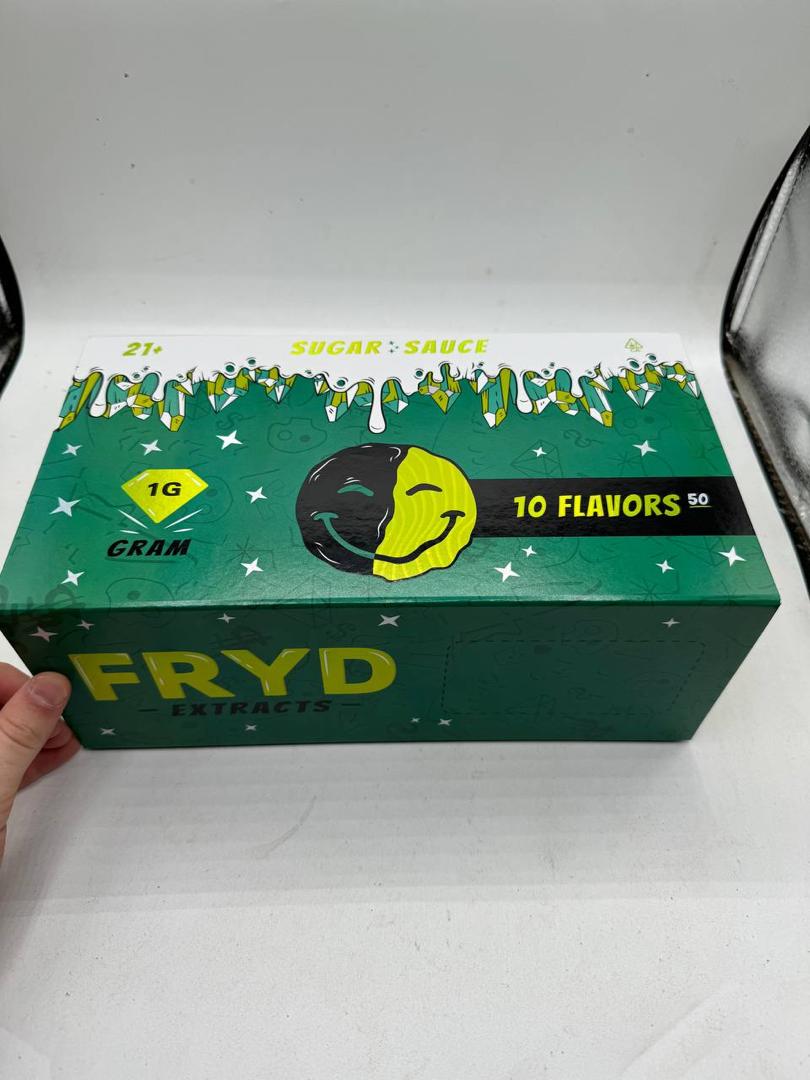 21+
SUGAR SAUCE
1G
GRAM
10 FLAVORS 50
FRYD
EXTRACTS